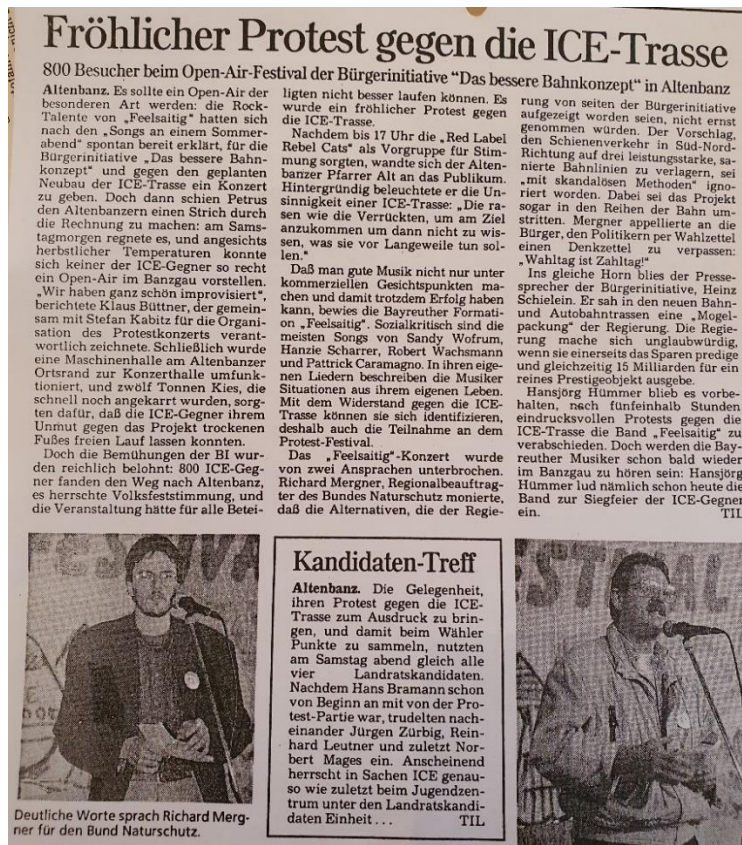 Fröhlicher Protest gegen die ICE-Trasse
800 Besucher beim Open-Air-Festival der Bürgerinitiative "Das bessere Bahnkonzept" in Altenbanz
Altenbanz. Es sollte ein Open-Air der
besonderen Art werden: die Rock-
Talente von „Feelsaitig" hatten sich
nach den „Songs an einem Sommer-
abend" spontan bereit erklärt, für die
Bürgerinitiative „Das bessere Bahn-
konzept" und gegen den geplanten
Neubau der ICE-Trasse ein Konzert
zu geben. Doch dann schien Petrus
den Altenbanzern einen Strich durch
die Rechnung zu machen: am Sams-
tagmorgen regnete es, und angesichts
herbstlicher Temperaturen konnte
sich keiner der ICE-Gegner so recht
ein Open-Air im Banzgau vorstellen.
„Wir haben ganz schön improvisiert",
berichtete Klaus Büttner, der gemein-
sam mit Stefan Kabitz für die Organi-
sation des Protestkonzerts verant-
wortlich zeichnete. Schließlich wurde
eine Maschinenhalle am Altenbanzer
Ortsrand zur Konzerthalle umfunk-
tioniert, und zwölf Tonnen Kies, die
schnell noch angekarrt wurden, sorg-
ten dafür, daß die ICE-Gegner ihrem
Unmut gegen das Projekt trockenen
Fußes freien Lauf lassen konnten.
Doch die Bemühungen der BI wur-
den reichlich belohnt: 800 ICE-Geg-
ner fanden den Weg nach Altenbanz,
es herrschte Volksfeststimmung, und
die Veranstaltung hätte für alle Betei-
ligten nicht besser laufen können. Es
wurde ein fröhlicher Protest gegen
die ICE-Trasse.
Nachdem bis 17 Uhr die „Red Label
Rebel Cats" als Vorgruppe für Stim-
mung sorgten, wandte sich der Alten-
banzer Pfarrer Alt an das Publikum.
Hintergründig beleuchtete er die Un-
sinnigkeit einer ICE-Trasse: „Die ra-
sen wie die Verrückten, um am Ziel
anzukommen um dann nicht zu wis-
sen, was sie vor Langeweile tun sol-
len."
Daß man gute Musik nicht nur unter
kommerziellen Gesichtspunkten ma-
chen und damit trotzdem Erfolg haben
kann, bewies die Bayreuther Formati-
on „Feelsaitig". Sozialkritisch sind die
meisten Songs von Sandy Wofrum,
Hanzie Scharrer, Robert Wachsmann
und Pattrick Caramagno. In ihren eige-
nen Liedern beschreiben die Musiker
Situationen aus ihrem eigenen Leben.
Mit dem Widerstand gegen die ICE-
Trasse können sie sich identifizieren,
deshalb auch die Teilnahme an dem
Protest-Festival.
Das „Feelsaitig"-Konzert wurde
von zwei Ansprachen unterbrochen.
Richard Mergner, Regionalbeauftrag-
ter des Bundes Naturschutz monierte,
daß die Alternativen, die der Regie-
rung von seiten der Bürgerinitiative
aufgezeigt worden seien, nicht ernst
genommen würden. Der Vorschlag,
den Schienenverkehr in Süd-Nord-
Richtung auf drei leistungsstarke, sa-
nierte Bahnlinien zu verlagern, sei
„mit skandalösen Methoden" igno-
riert worden. Dabei sei das Projekt
sogar in den Reihen der Bahn um-
stritten. Mergner appellierte an die
Bürger, den Politikern per Wahlzettel
einen Denkzettel zu verpassen:
„Wahltag ist Zahltag!"
Ins gleiche Horn blies der Presse-
sprecher der Bürgerinitiative, Heinz
Schielein. Er sah in den neuen Bahn-
und Autobahntrassen eine „Mogel-
packung" der Regierung. Die Regie-
rung mache sich unglaubwürdig,
wenn sie einerseits das Sparen predige
und gleichzeitig 15 Milliarden für ein
reines Prestigeobjekt ausgebe.
Hansjörg Hümmer blieb es vorbe-
halten, nach fünfeinhalb Stunden
eindrucksvollen Protests gegen die
ICE-Trasse die Band „Feelsaitig" zu
verabschieden. Doch werden die Bay-
reuther Musiker schon bald wieder
im Banzgau zu hören sein: Hansjörg
Hümmer lud nämlich schon heute die
Band zur Siegfeier der ICE-Gegner
ein. TIL
Deutliche Worte sprach Richard Merg-
ner für den Bund Naturschutz.
Kandidaten-Treff
Altenbanz. Die Gelegenheit,
ihren Protest gegen die ICE-
Trasse zum Ausdruck zu brin-
gen, und damit beim Wähler
Punkte zu sammeln, nutzten
am Samstag abend gleich alle
vier Landratskandidaten.
Nachdem Hans Bramann schon
von Beginn an mit von der Pro-
test-Partie war, trudelten nach-
einander Jürgen Zürbig, Rein-
hard Leutner und zuletzt Nor-
bert Mages ein. Anscheinend
herrscht in Sachen ICE genau-
so wie zuletzt beim Jugendzen-
trum unter den Landratskandi-
daten Einheit . . . TIL